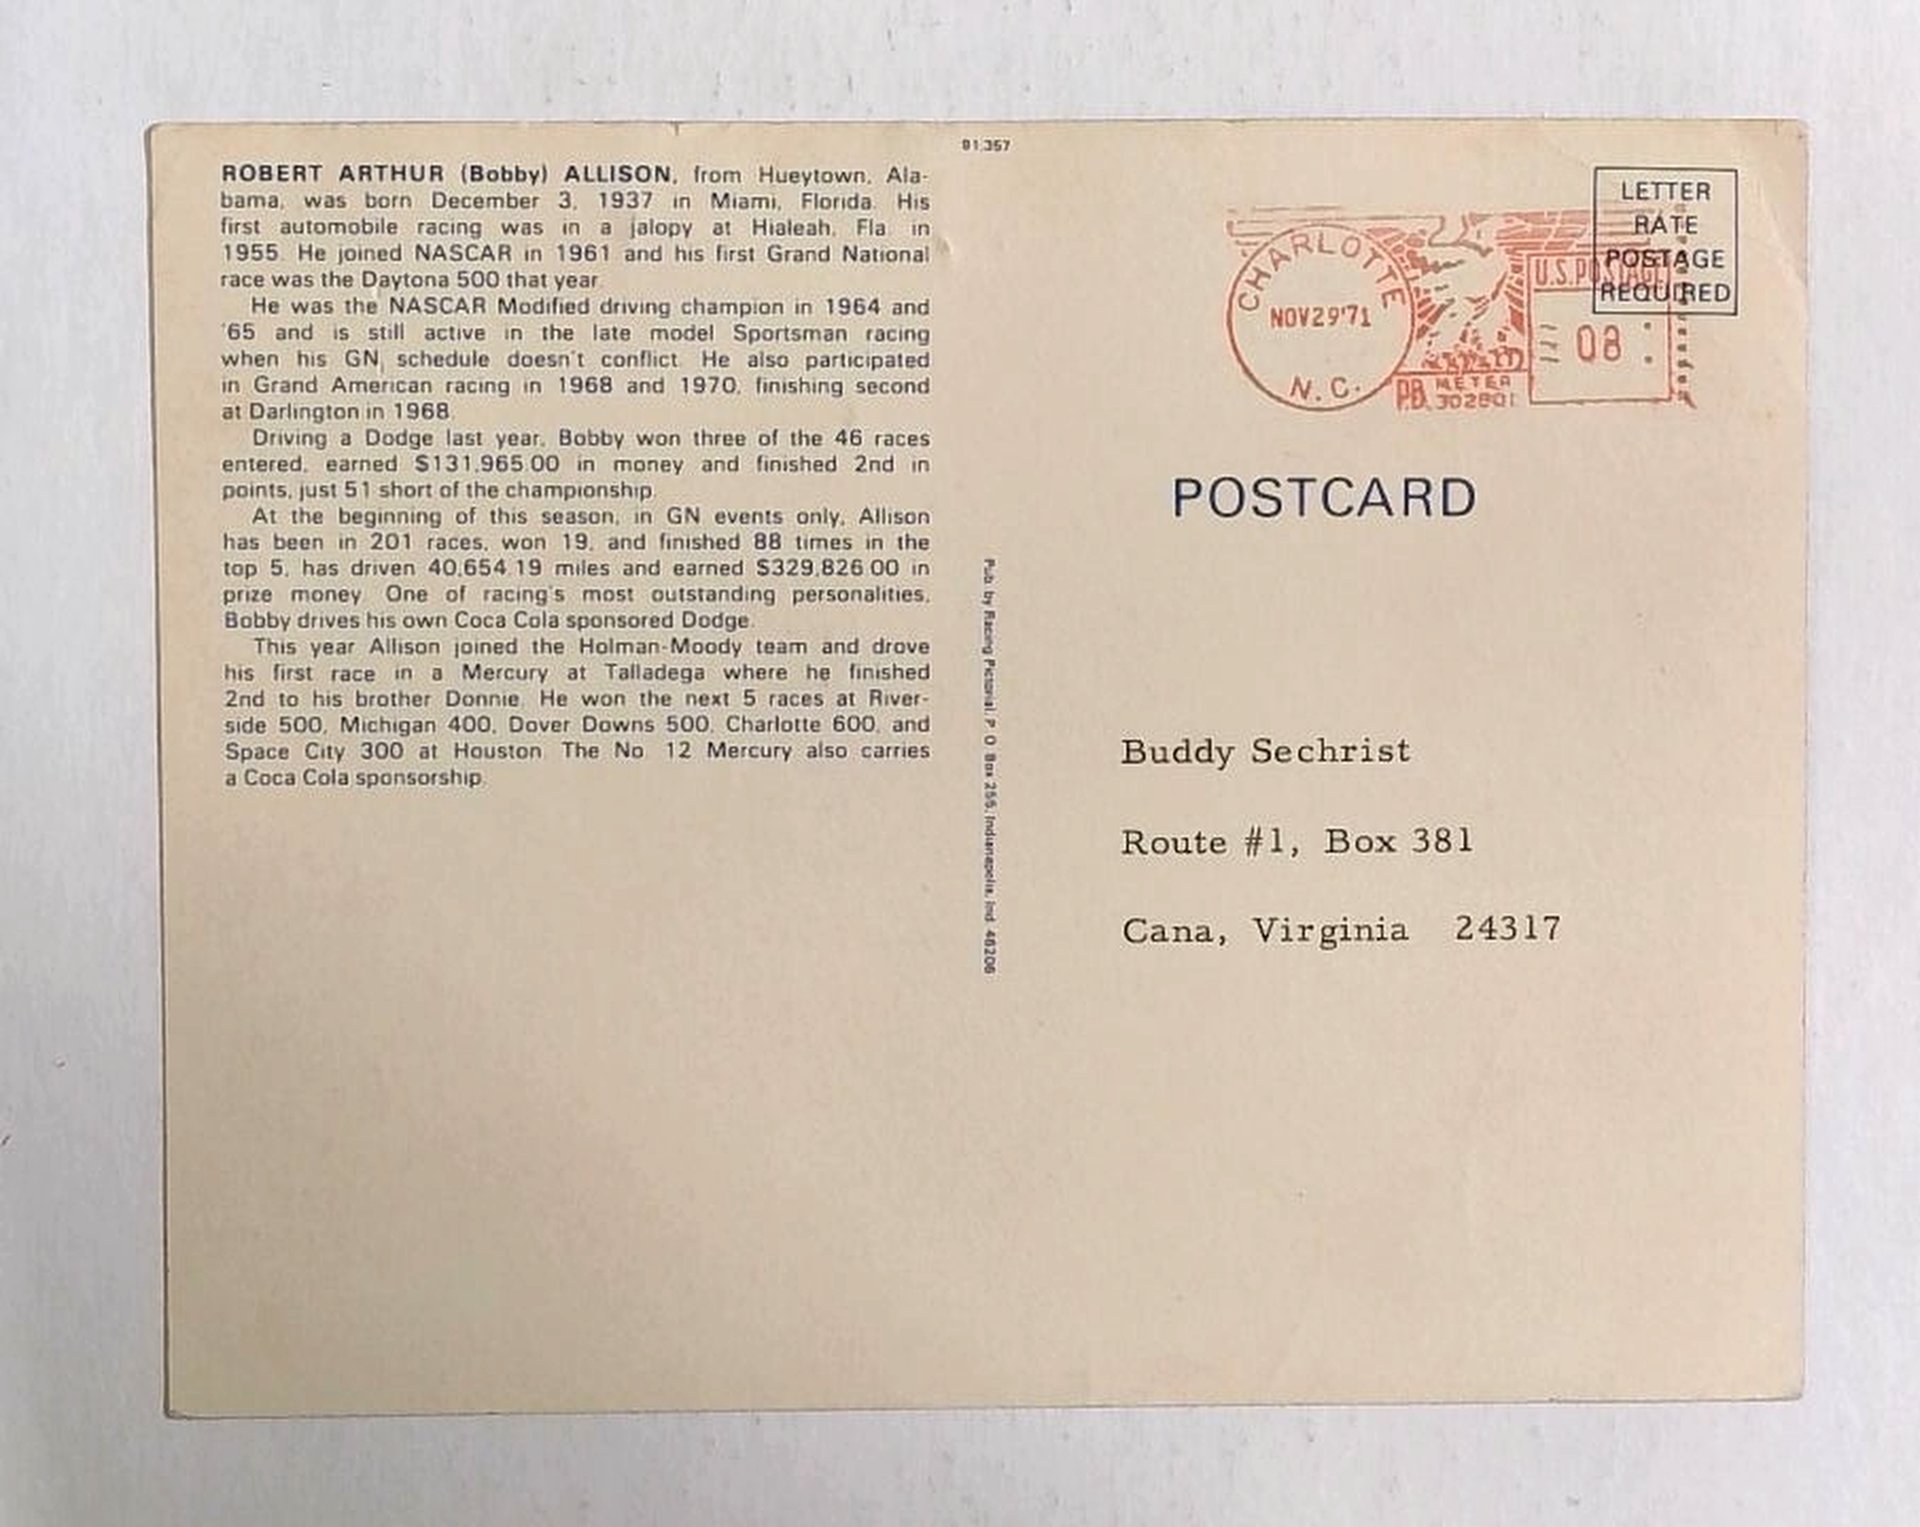 91,357
ROBERT ARTHUR (Bobby) ALLISON, from Hueytown, Ala-
bama, was born December 3, 1937 in Miami, Florida. His
first automobile racing was in a jalopy at Hialeah, Fla in
1955. He joined NASCAR in 1961 and his first Grand National
race was the Daytona 500 that year.
He was the NASCAR Modified driving champion in 1964 and
'65 and is still active in the late model Sportsman racing
when his GN, schedule doesn't conflict. He also participated
in Grand American racing in 1968 and 1970, finishing second
at Darlington in 1968.
Driving a Dodge last year, Bobby won three of the 46 races
entered, earned $131,965.00 in money and finished 2nd in
points, just 51 short of the championship.
At the beginning of this season, in GN events only, Allison
has been in 201 races, won 19, and finished 88 times in the
top 5, has driven 40,654.19 miles and earned $329,826.00 in
prize money. One of racing's most outstanding personalities,
Bobby drives his own Coca Cola sponsored Dodge.
This year Allison joined the Holman-Moody team and drove
his first race in a Mercury at Talladega where he finished
2nd to his brother Donnie. He won the next 5 races at River-
side 500, Michigan 400, Dover Downs 500, Charlotte 600, and
Space City 300 at Houston. The No. 12 Mercury also carries
a Coca Cola sponsorship.
Pub by Racing Pictorial, P O Box 255, Indianapolis, Ind 46206
LETTER
RATE
POSTAGE
REQUIRED
CHARLOTTE
NOV29'71
N.C.
U.S.POSTAGE
08
P.B. METER
302801
POSTCARD
Buddy Sechrist
Route #1, Box 381
Cana, Virginia 24317